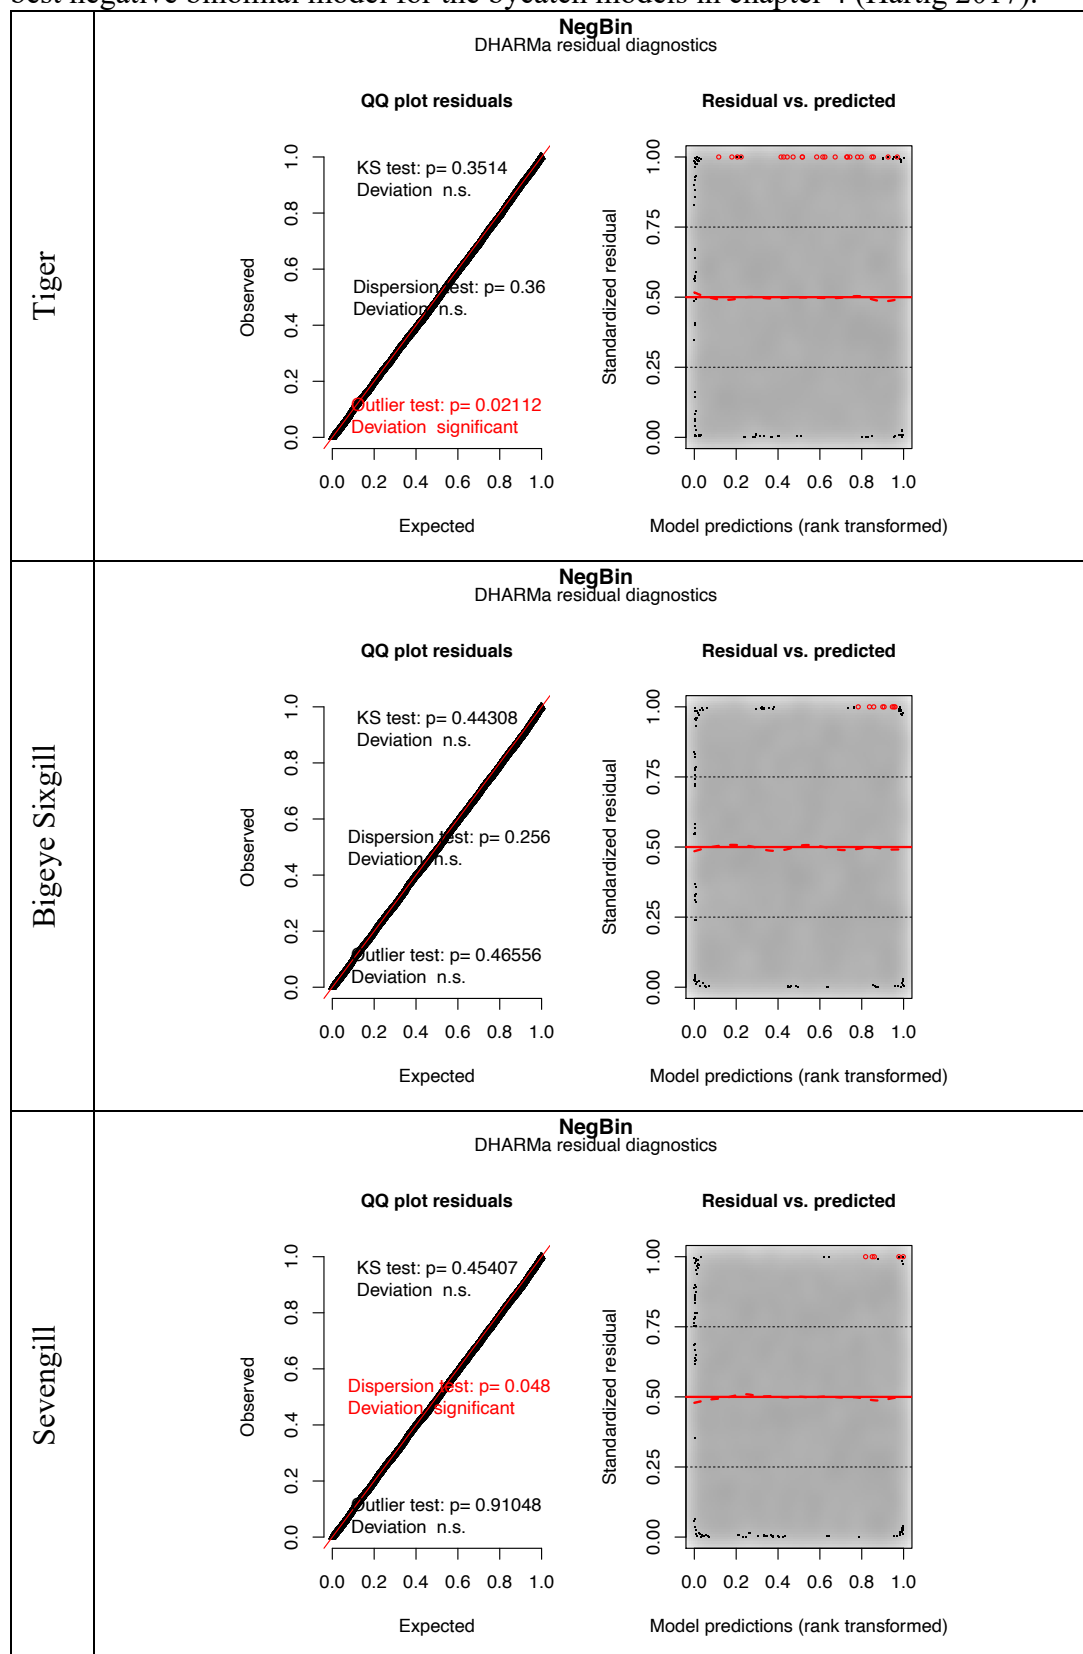 best negative binomial model for the bycatch models in chapter 4 (Hartig 2017).
Tiger
NegBin
DHARMa residual diagnostics
QQ plot residuals
KS test: p= 0.3514
Deviation n.s.
Dispersion test: p= 0.36
Deviation n.s.
Outlier test: p= 0.02112
Deviation significant
Observed
0.0 0.2 0.4 0.6 0.8 1.0
0.0 0.2 0.4 0.6 0.8 1.0
Expected
Residual vs. predicted
Standardized residual
0.00 0.25 0.50 0.75 1.00
0.0 0.2 0.4 0.6 0.8 1.0
Model predictions (rank transformed)
Bigeye Sixgill
NegBin
DHARMa residual diagnostics
QQ plot residuals
KS test: p= 0.44308
Deviation n.s.
Dispersion test: p= 0.256
Deviation n.s.
Outlier test: p= 0.46556
Deviation n.s.
Observed
0.0 0.2 0.4 0.6 0.8 1.0
0.0 0.2 0.4 0.6 0.8 1.0
Expected
Residual vs. predicted
Standardized residual
0.00 0.25 0.50 0.75 1.00
0.0 0.2 0.4 0.6 0.8 1.0
Model predictions (rank transformed)
Sevengill
NegBin
DHARMa residual diagnostics
QQ plot residuals
KS test: p= 0.45407
Deviation n.s.
Dispersion test: p= 0.048
Deviation significant
Outlier test: p= 0.91048
Deviation n.s.
Observed
0.0 0.2 0.4 0.6 0.8 1.0
0.0 0.2 0.4 0.6 0.8 1.0
Expected
Residual vs. predicted
Standardized residual
0.00 0.25 0.50 0.75 1.00
0.0 0.2 0.4 0.6 0.8 1.0
Model predictions (rank transformed)